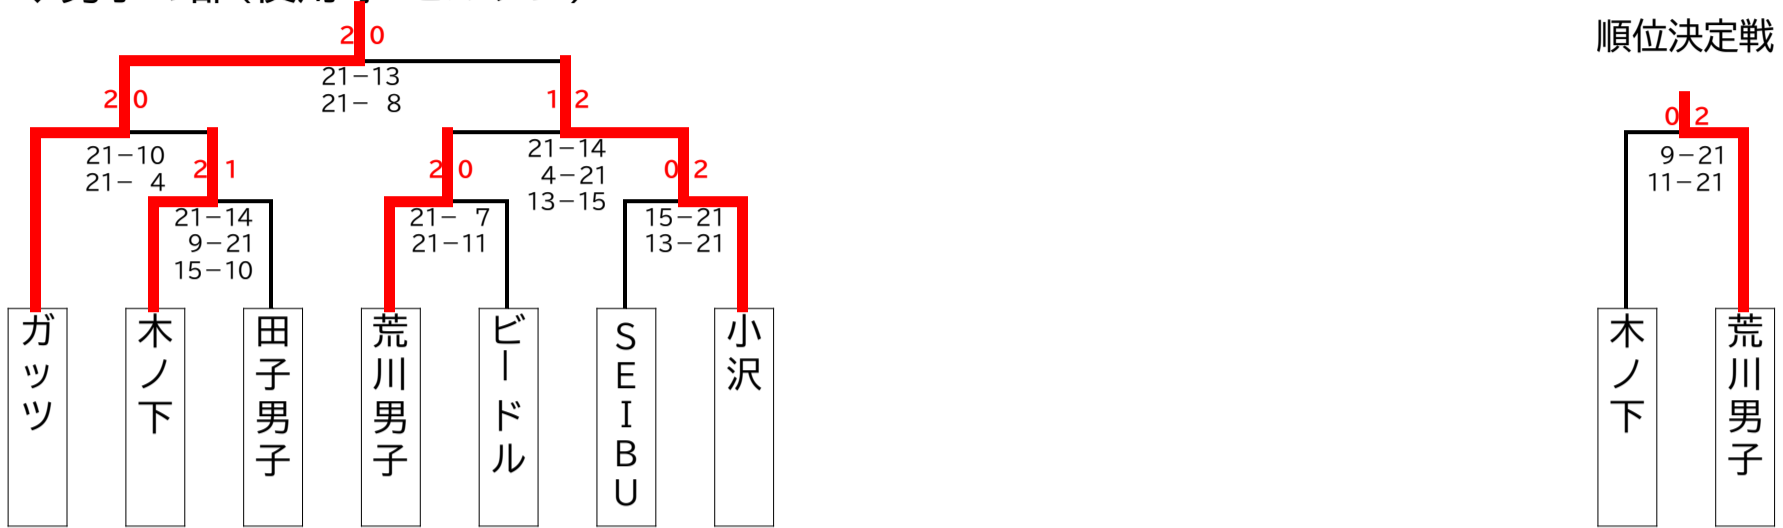 順位決定戦
2 0
21-13
21- 8
2 0
1 2
0 2
21-10
21- 4
21-14
4-21
13-15
9-21
11-21
2 1
2 0
0 2
21-14
9-21
15-10
21- 7
21-11
15-21
13-21
ガッツ
木ノ下
田子男子
荒川男子
ビードル
SEIBU
小沢
木ノ下
荒川男子